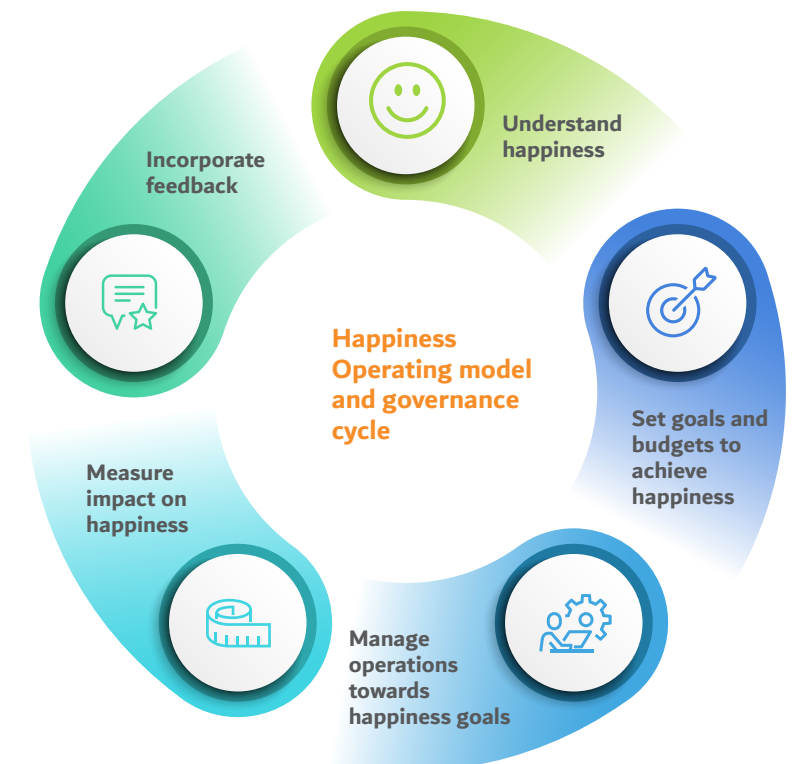 Understand
happiness
Set goals and
budgets to
achieve
happiness
Manage
operations
towards
happiness goals
Measure
impact on
happiness
Incorporate
feedback
Happiness
Operating model
and governance
cycle